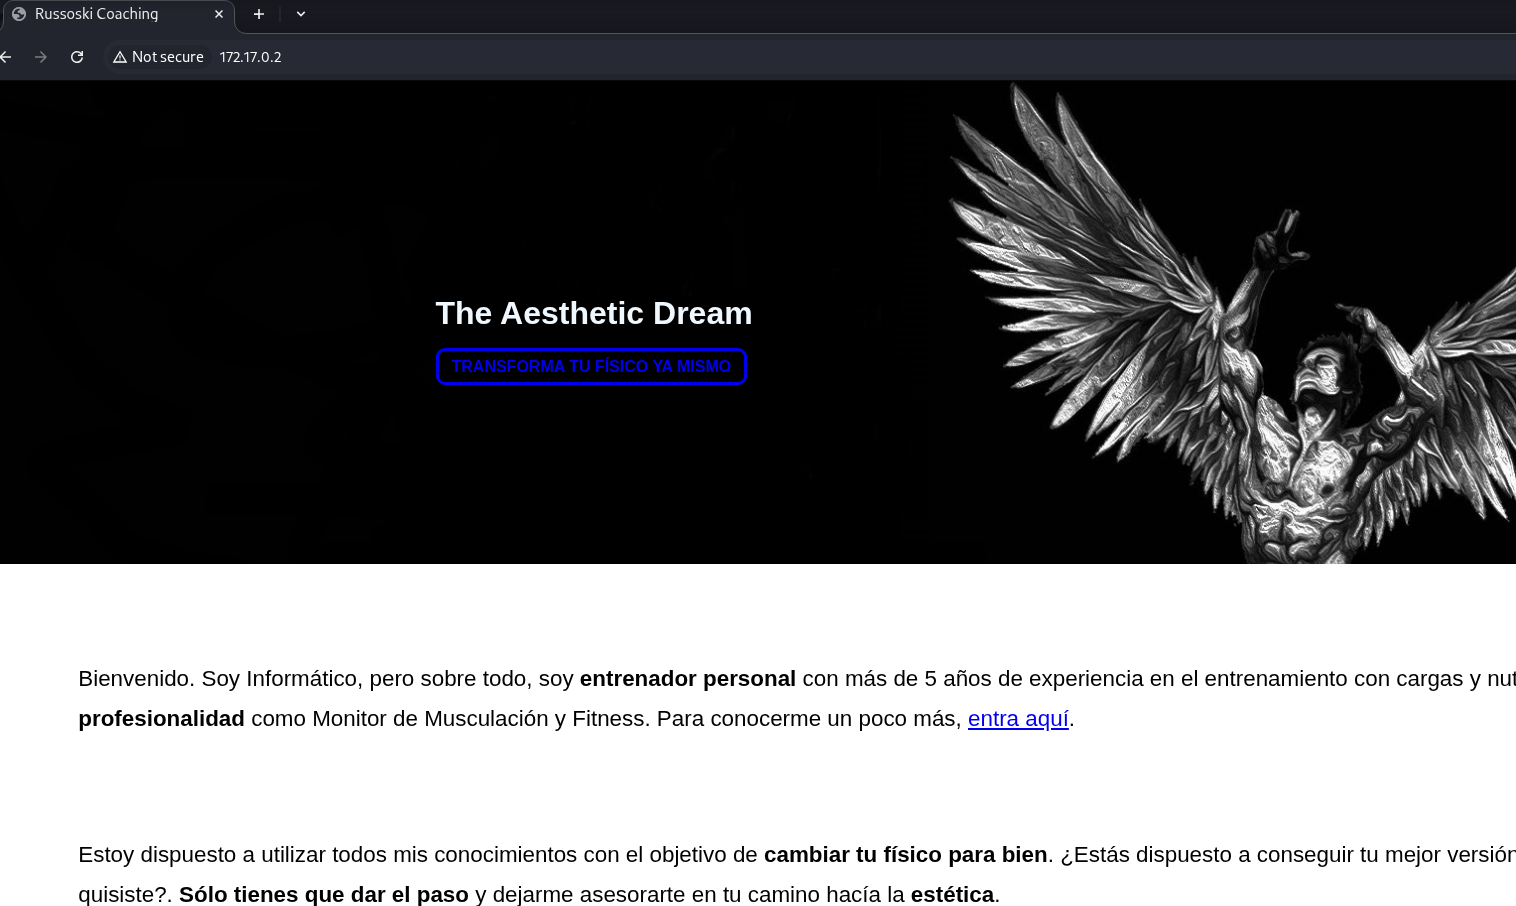 Russoski Coaching
Not secure 172.17.0.2
The Aesthetic Dream
TRANSFORMA TU FÍSICO YA MISMO
Bienvenido. Soy Informático, pero sobre todo, soy entrenador personal con más de 5 años de experiencia en el entrenamiento con cargas y
profesionalidad como Monitor de Musculación y Fitness. Para conocerme un poco más, entra aquí.
Estoy dispuesto a utilizar todos mis conocimientos con el objetivo de cambiar tu físico para bien. ¿Estás dispuesto a conseguir tu mejor versión
quisiste?. Sólo tienes que dar el paso y dejarme asesorarte en tu camino hacía la estética.